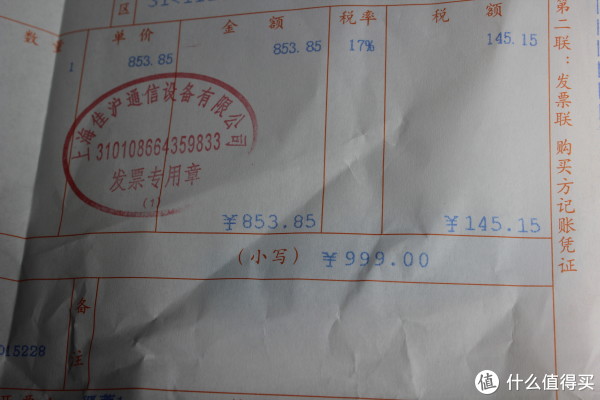 区
数量 单价 金额 税率 税额
1 853.85 853.85 17% 145.15
上海佳沪通信设备有限公司
310108664359833
发票专用章
(1)
¥853.85 ¥145.15
(小写) ¥999.00
备注
015228
第二联：发票联 购买方记账凭证
值 什么值得买